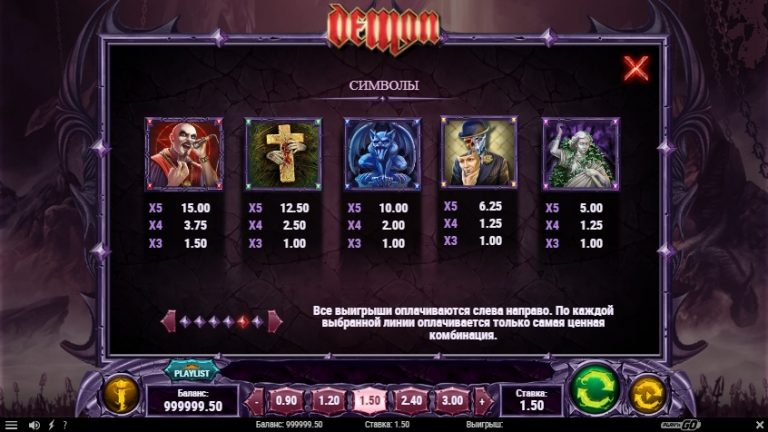 DEMON
СИМВОЛЫ
X5 15.00 X5 12.50 X5 10.00 X5 6.25 X5 5.00
X4 3.75 X4 2.50 X4 2.00 X4 1.25 X4 1.25
X3 1.50 X3 1.00 X3 1.00 X3 1.00 X3 1.00
Все выигрыши оплачиваются слева направо. По каждой
выбранной линии оплачивается только самая ценная
комбинация.
PLAYLIST
Баланс:
999999.50
- 0.90 1.20 1.50 2.40 3.00 +
Ставка:
1.50
? Баланс: 999999.50 Ставка: 1.50 Выигрыш: PLAY'N GO